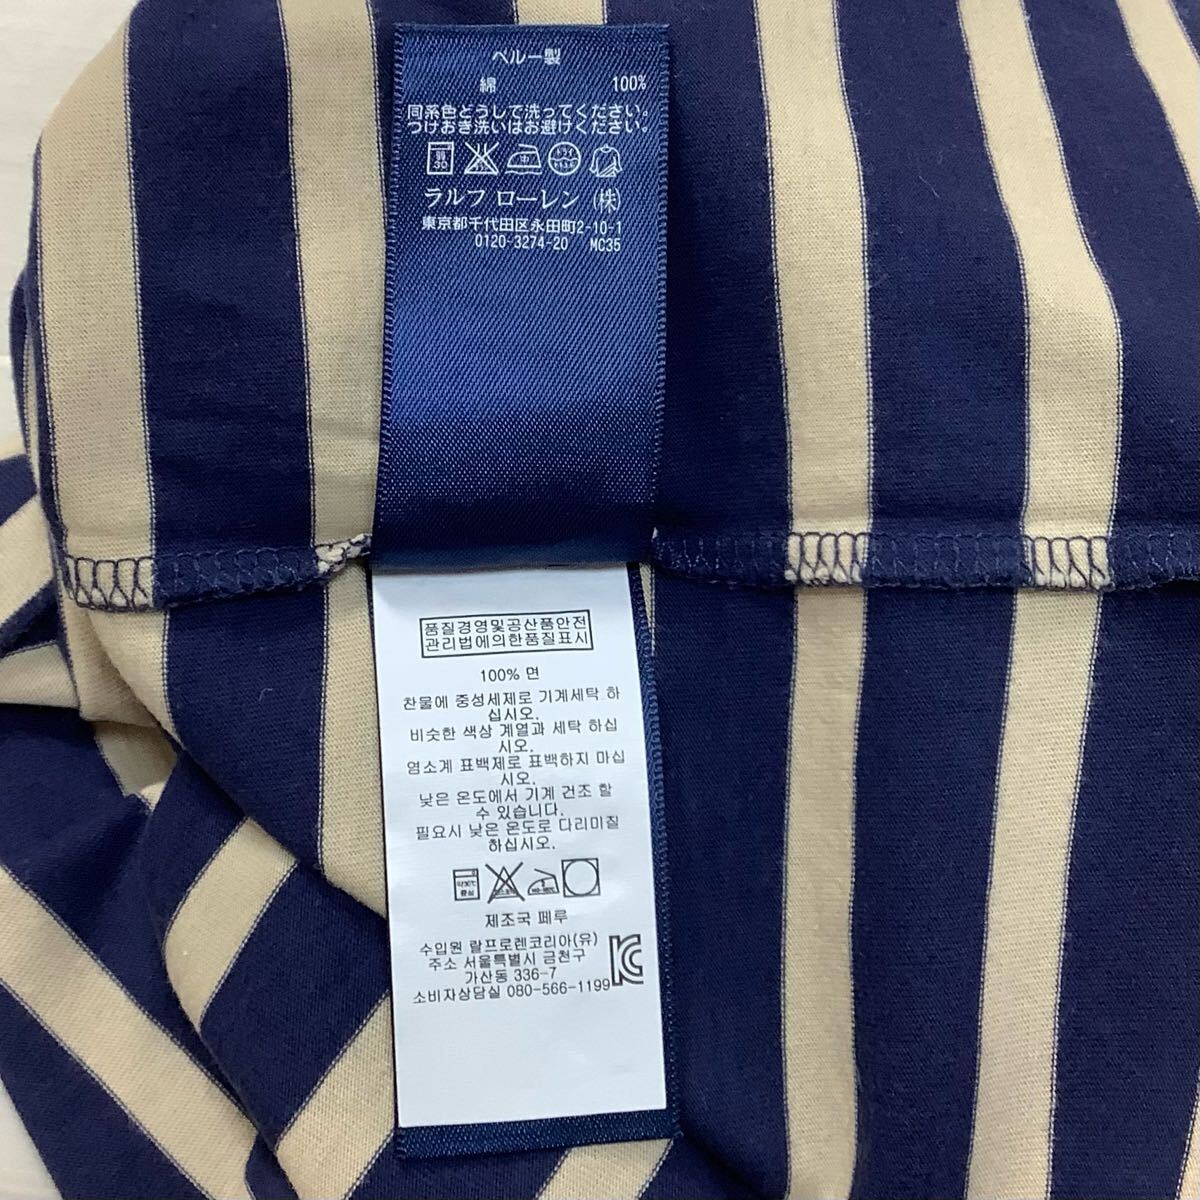 ペルー製
綿 100%
同系色どうしで洗ってください。
つけおき洗いはお避けください。
弱 30 中 ドライ
ラルフ ローレン (株)
東京都千代田区永田町2-10-1
0120-3274-20 MC35
품질경영및공산품안전
관리법에의한품질표시
100% 면
찬물에 중성세제로 기계세탁 하
십시오.
비슷한 색상 계열과 세탁 하십
시오.
염소계 표백제로 표백하지 마십
시오.
낮은 온도에서 기계 건조 할
수 있습니다.
필요시 낮은 온도로 다리미질
하십시오.
제조국 페루
수입원 랄프로렌코리아(유)
주소 서울특별시 금천구
가산동 336-7
소비자상담실 080-566-1199